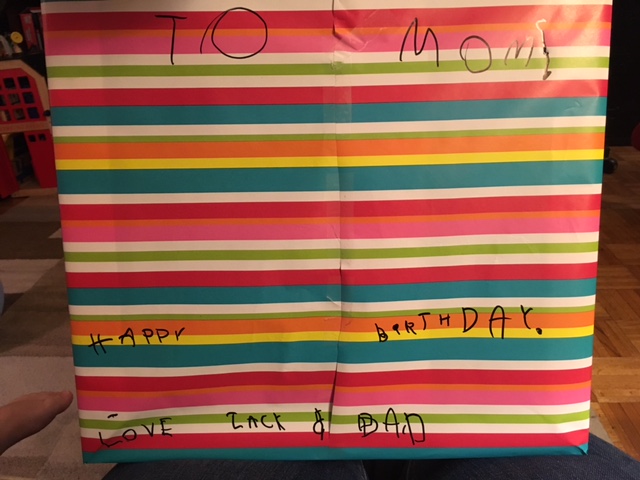 TO MOM
HAPPY BIRTHDAY.
LOVE ZACK & DAD